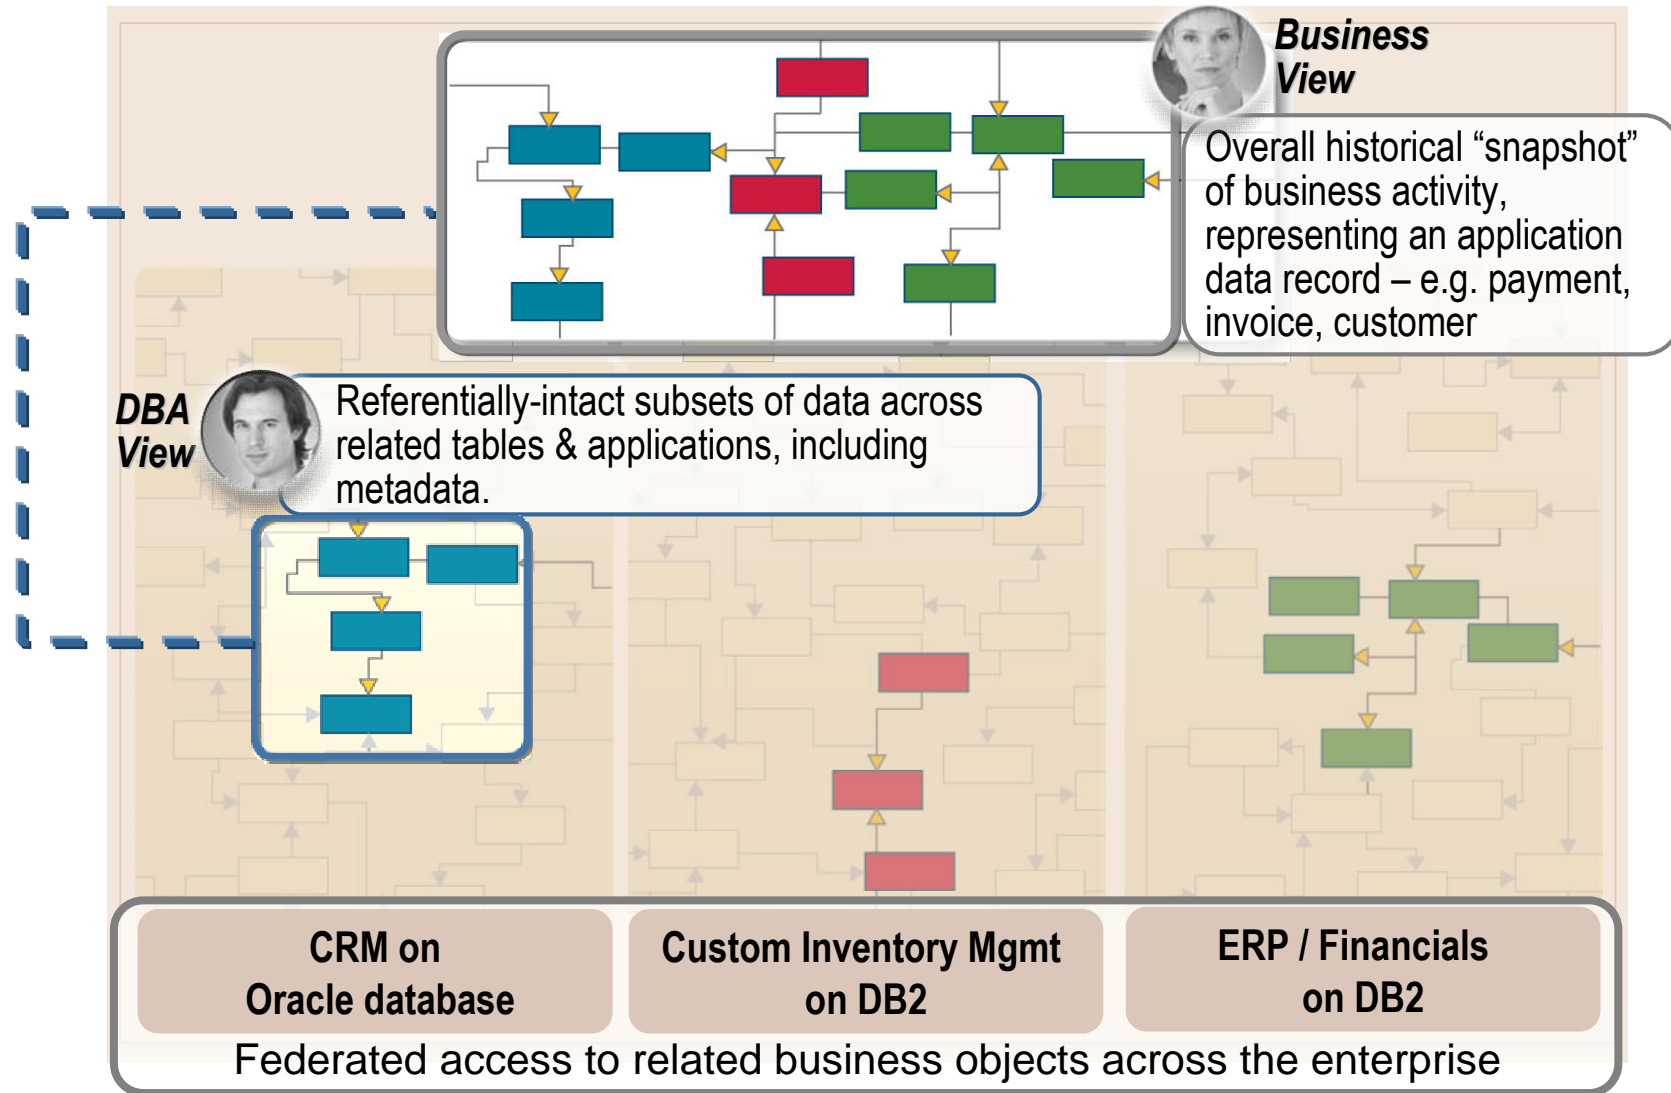 Business
View
Overall historical “snapshot”
of business activity,
representing an application
data record – e.g. payment,
invoice, customer
DBA
View
Referentially-intact subsets of data across
related tables & applications, including
metadata.
CRM on
Oracle database
Custom Inventory Mgmt
on DB2
ERP / Financials
on DB2
Federated access to related business objects across the enterprise